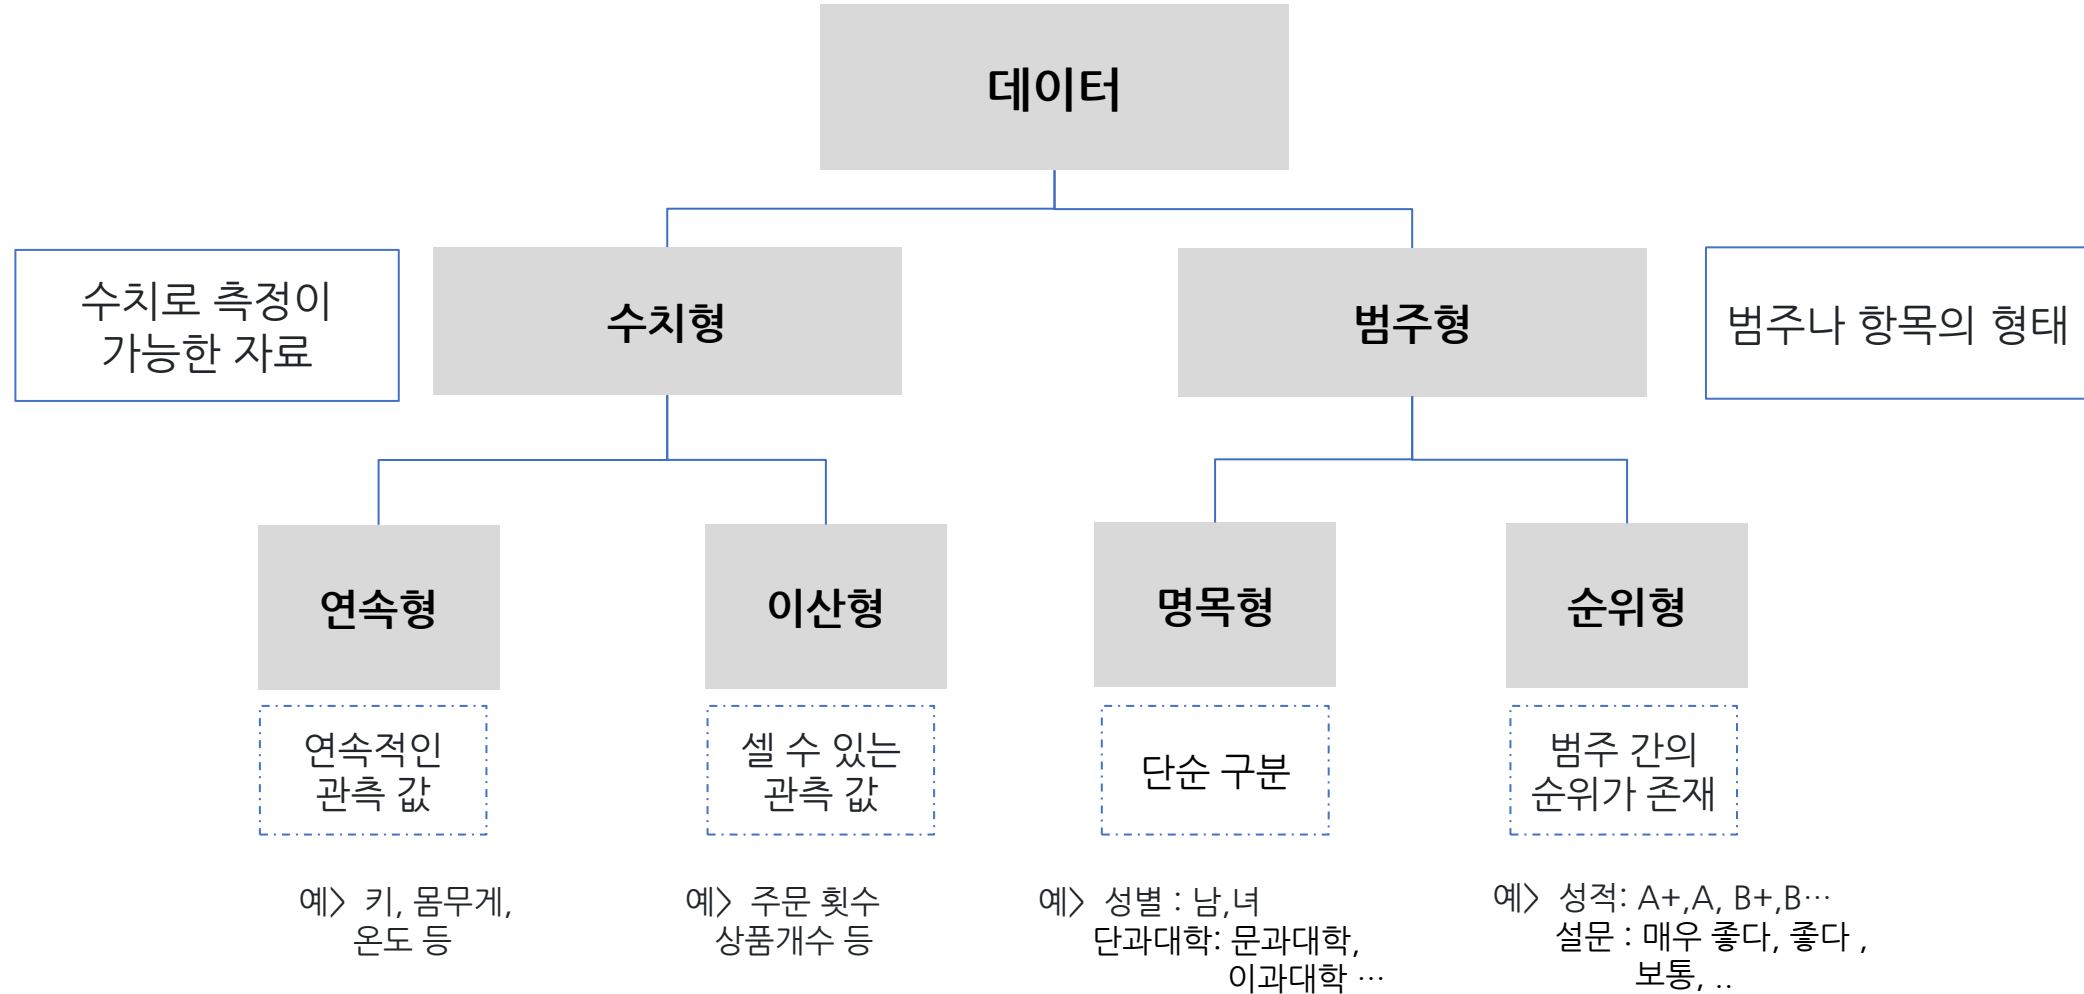 데이터
수치로 측정이
가능한 자료
수치형
범주형
범주나 항목의 형태
연속형
이산형
명목형
순위형
연속적인
관측 값
셀 수 있는
관측 값
단순 구분
범주 간의
순위가 존재
예> 키, 몸무게,
온도 등
예> 주문 횟수
상품개수 등
예> 성별 : 남,녀
단과대학: 문과대학,
이과대학 …
예> 성적: A+,A, B+,B…
설문 : 매우 좋다, 좋다 ,
보통, ..